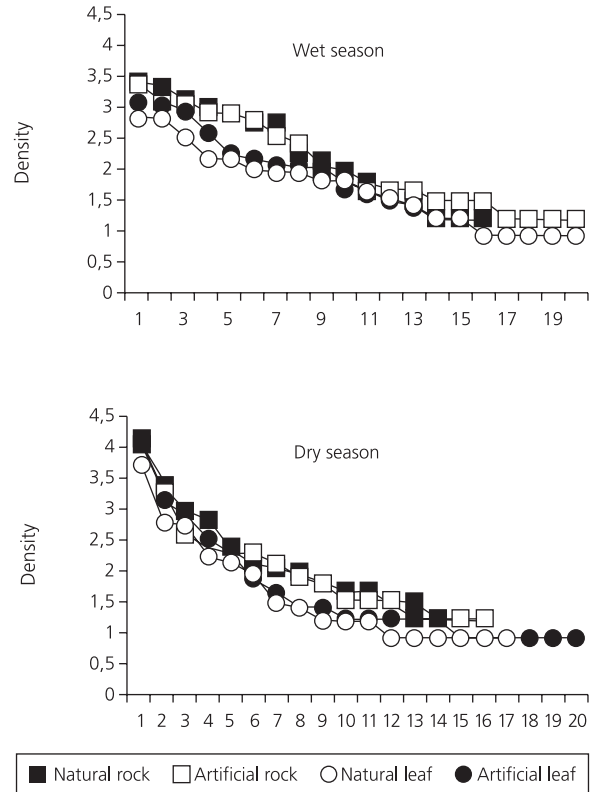 4,5
4
3,5
3
2,5
2
1,5
1
0,5
0
Density
Wet season
1 3 5 7 9 11 13 15 17 19
4,5
4
3,5
3
2,5
2
1,5
1
0,5
0
Density
Dry season
1 2 3 4 5 6 7 8 9 10 11 12 13 14 15 16 17 18 19 20
Natural rock Artificial rock Natural leaf Artificial leaf